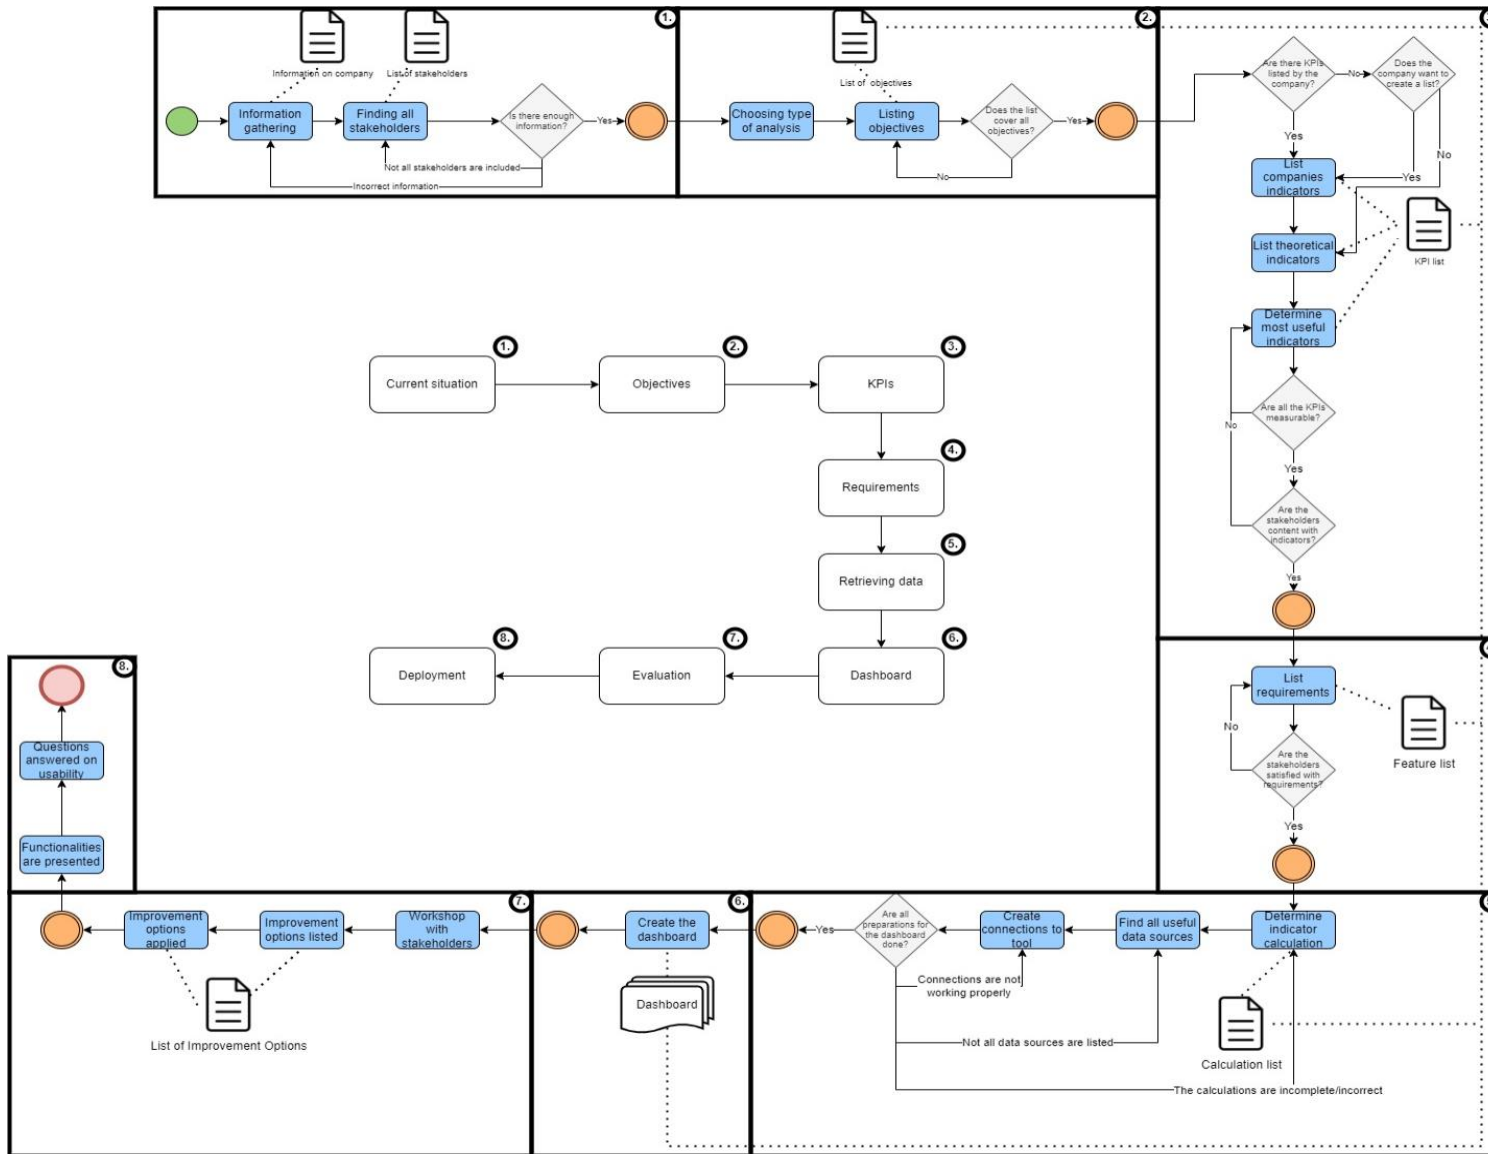 1.
2.
3
Information on company
List of stakeholders
List of objectives
Information
gathering
Finding all
stakeholders
Is there enough
information?
Yes
Not all stakeholders are included
Incorrect information
Choosing type
of analysis
Listing
objectives
Does the list
cover all
objectives?
Yes
No
Are there KPIs
listed by the
company?
No
Does the
company want to
create a list?
Yes
No
List
companies
indicators
Yes
List theoretical
indicators
KPI list
Determine
most useful
indicators
Are all the KPIs
measurable?
No
Yes
Are the
stakeholders
content with
indicators?
Yes
1.
Current situation
2.
Objectives
3.
KPIs
4.
Requirements
5.
Retrieving data
6.
Dashboard
7.
Evaluation
8.
Deployment
List
requirements
No
Are the
stakeholders
satisfied with
requirements?
Feature list
Yes
8.
Questions
answered on
usability
Functionalities
are presented
7.
Improvement
options
applied
Improvement
options listed
Workshop
with
stakeholders
List of Improvement Options
6.
Create the
dashboard
Dashboard
Yes
Are all
preparations for
the dashboard
done?
Create
connections to
tool
Find all useful
data sources
Determine
indicator
calculation
Connections are not
working properly
Not all data sources are listed
Calculation list
The calculations are incomplete/incorrect